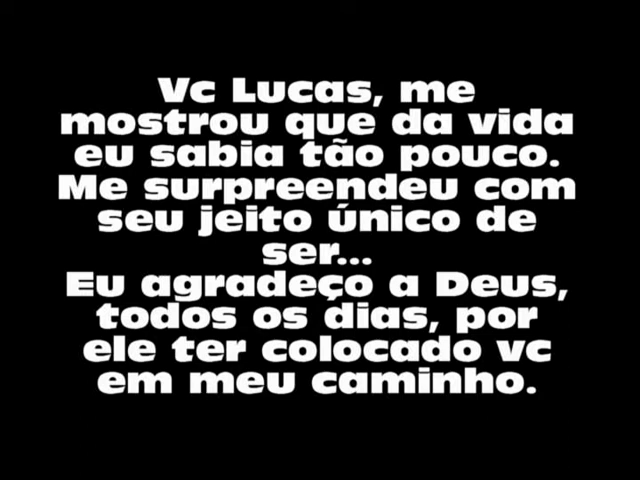 Vc Lucas, me
mostrou que da vida
eu sabia tão pouco.
Me surpreendeu com
seu jeito único de
ser...
Eu agradeço a Deus,
todos os dias, por
ele ter colocado vc
em meu caminho.